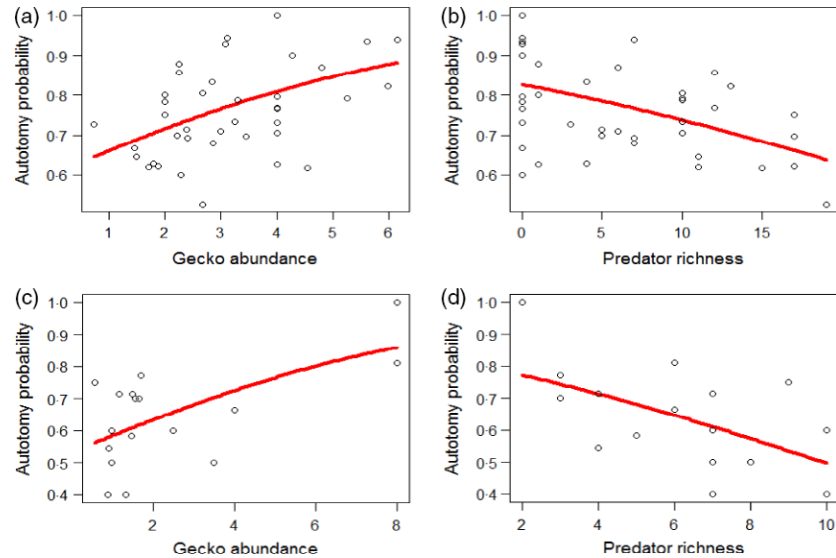 (a)
1·0
0·9
0·8
0·7
0·6
Autotomy probability
1 2 3 4 5 6
Gecko abundance
(b)
1·0
0·9
0·8
0·7
0·6
Autotomy probability
0 5 10 15
Predator richness
(c)
1·0
0·9
0·8
0·7
0·6
0·5
0·4
Autotomy probability
2 4 6 8
Gecko abundance
(d)
1·0
0·9
0·8
0·7
0·6
0·5
0·4
Autotomy probability
2 4 6 8 10
Predator richness